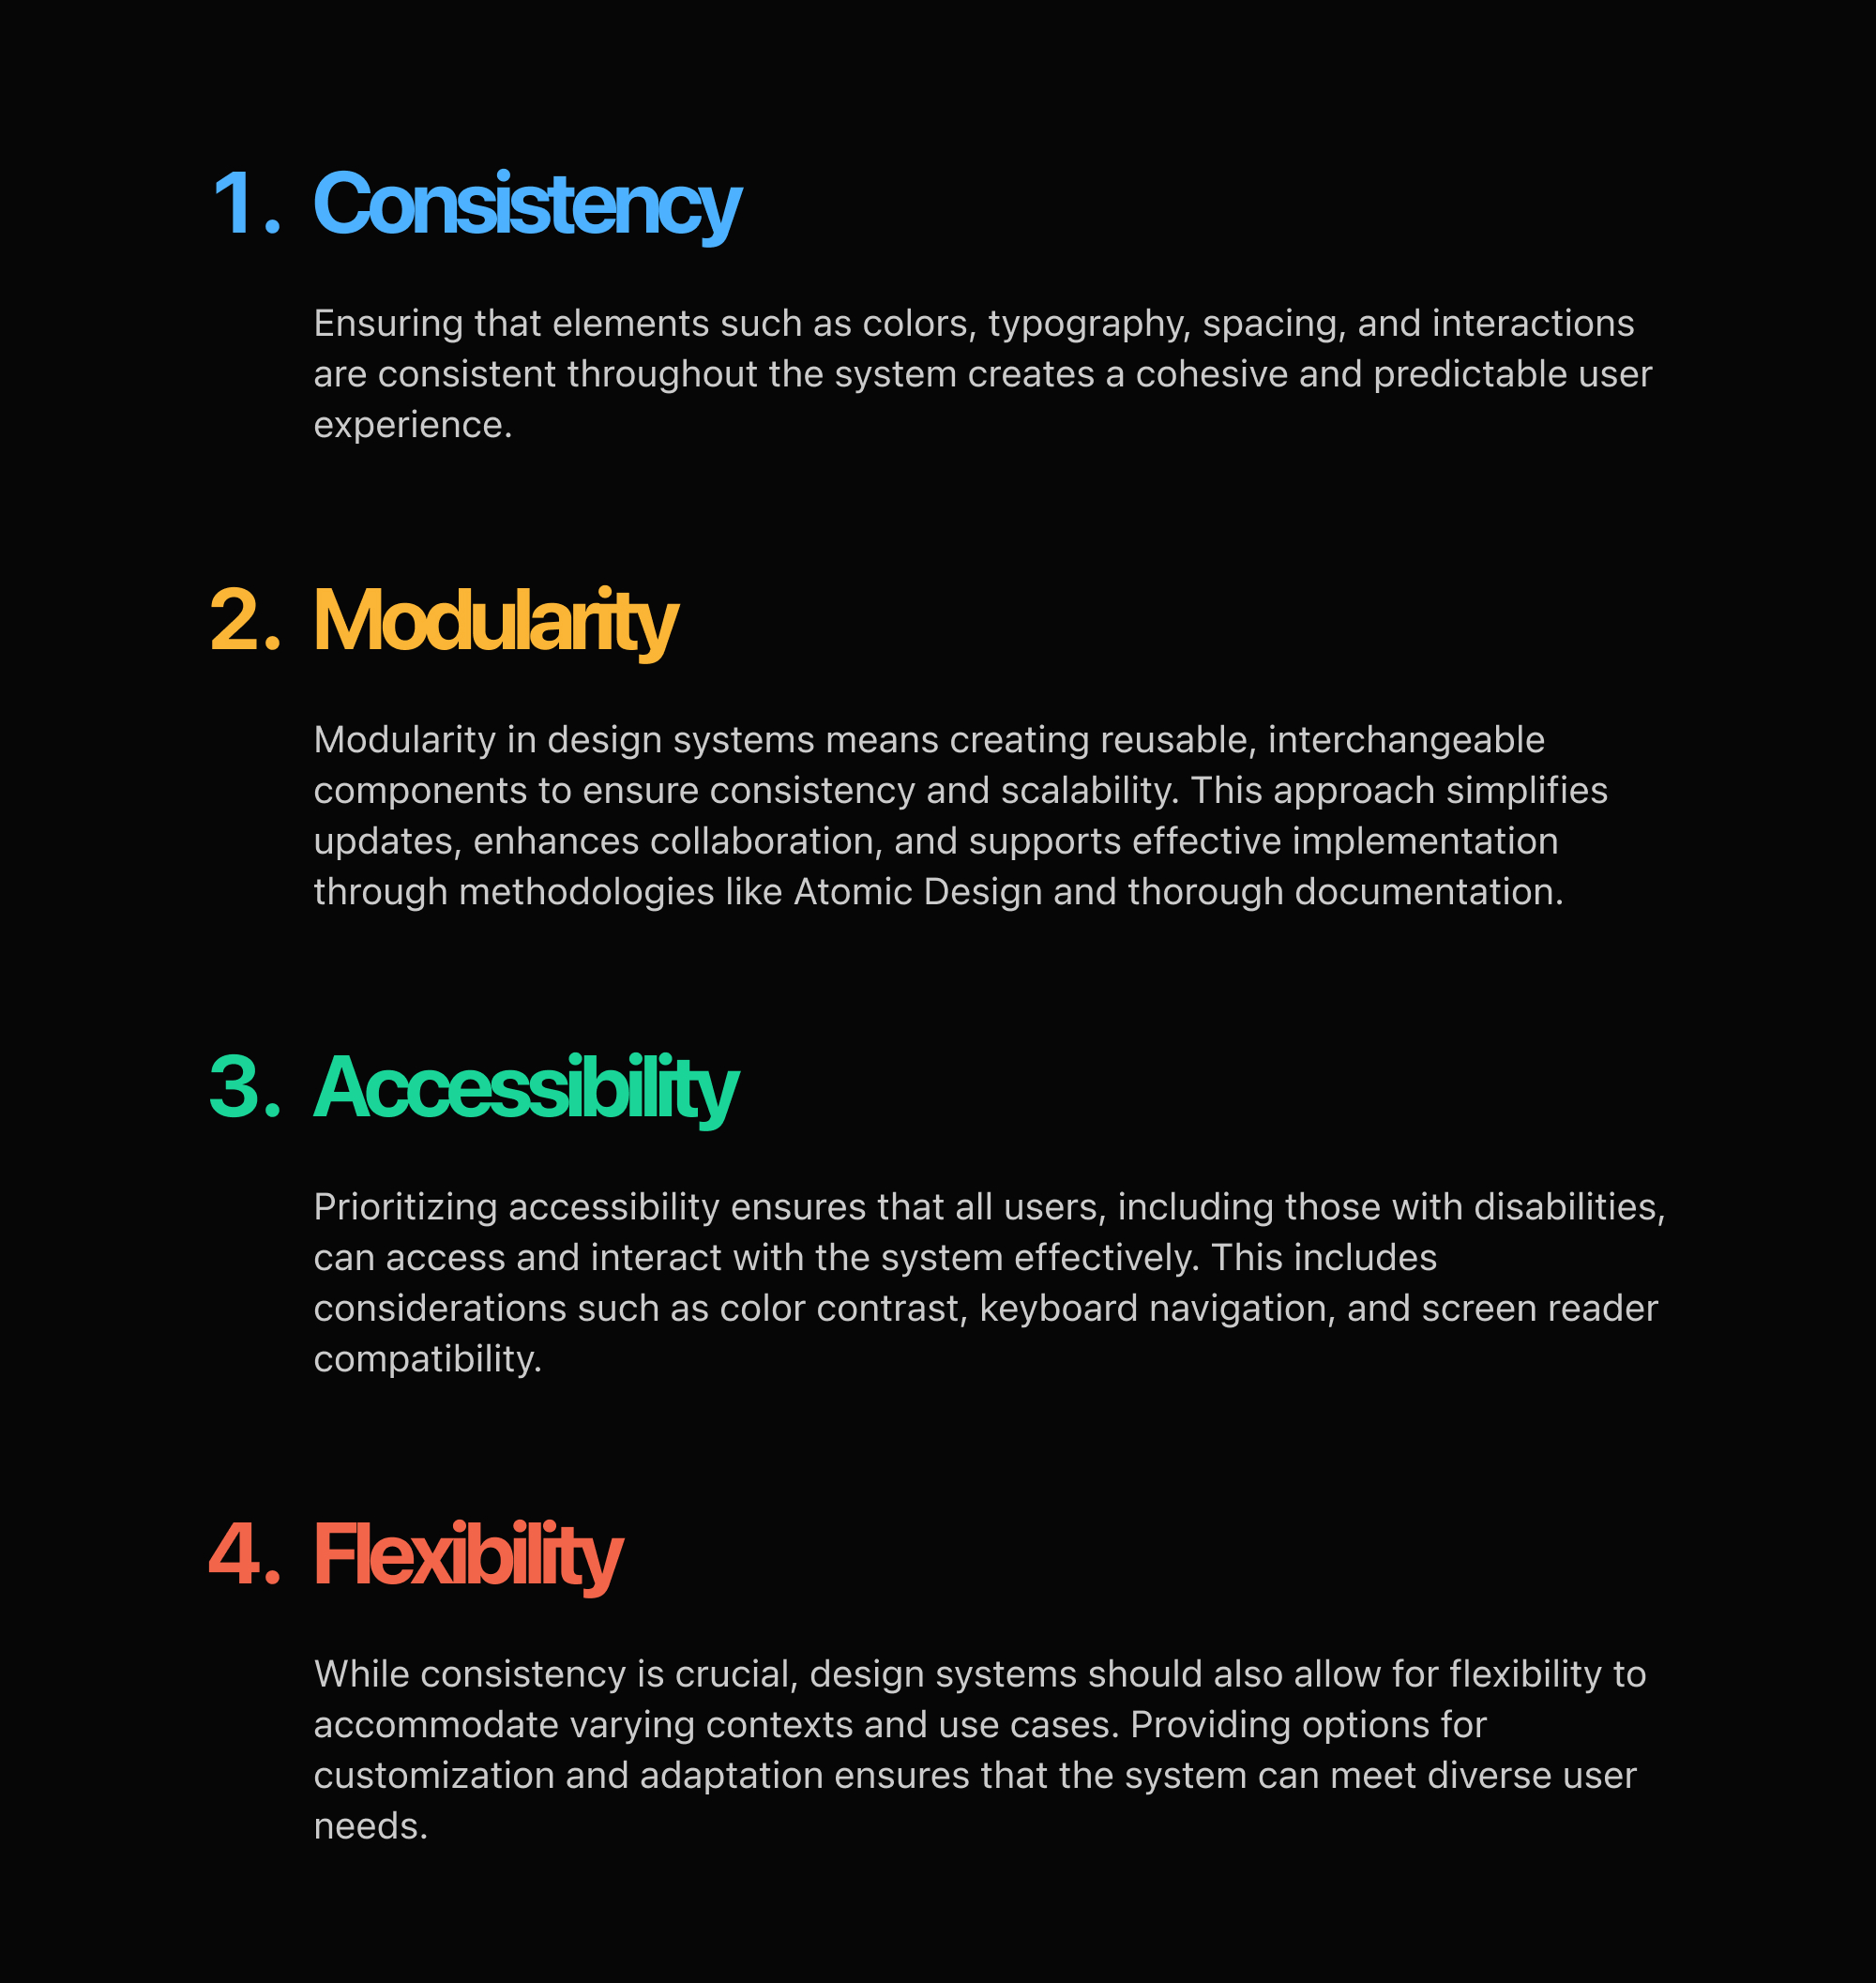 1. Consistency
Ensuring that elements such as colors, typography, spacing, and interactions
are consistent throughout the system creates a cohesive and predictable user
experience.
2. Modularity
Modularity in design systems means creating reusable, interchangeable
components to ensure consistency and scalability. This approach simplifies
updates, enhances collaboration, and supports effective implementation
through methodologies like Atomic Design and thorough documentation.
3. Accessibility
Prioritizing accessibility ensures that all users, including those with disabilities,
can access and interact with the system effectively. This includes
considerations such as color contrast, keyboard navigation, and screen reader
compatibility.
4. Flexibility
While consistency is crucial, design systems should also allow for flexibility to
accommodate varying contexts and use cases. Providing options for
customization and adaptation ensures that the system can meet diverse user
needs.